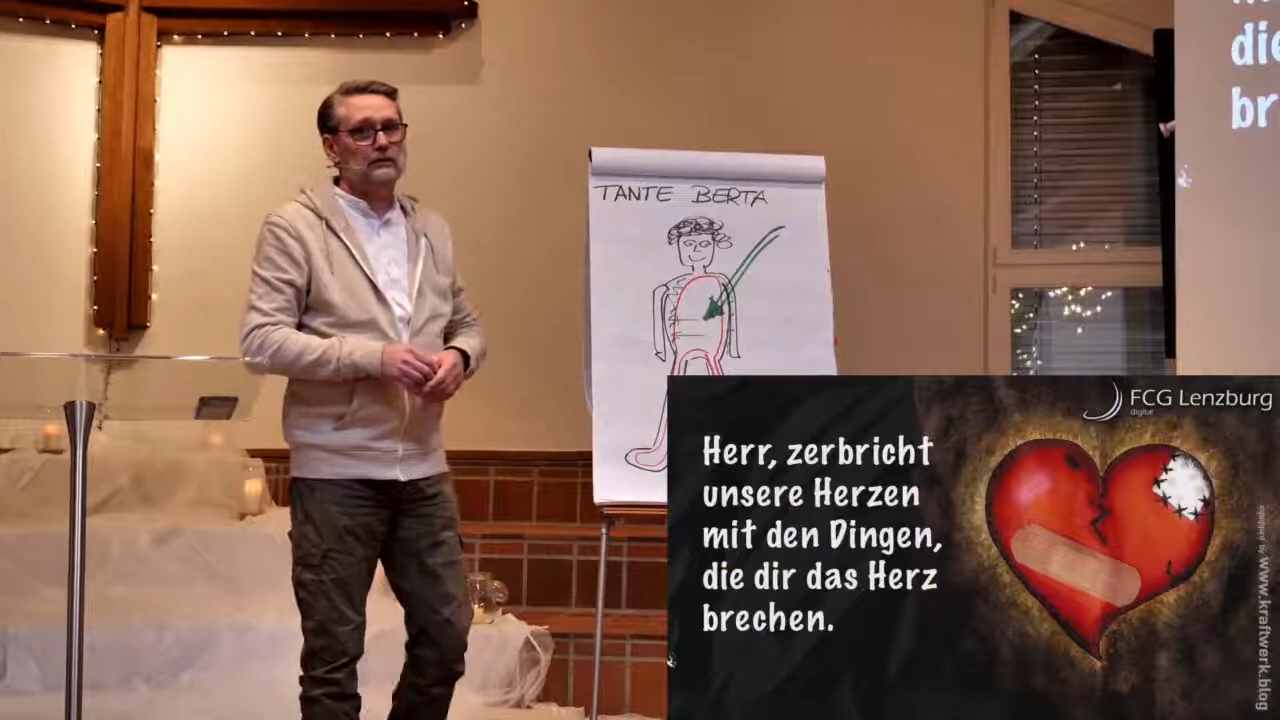 die
br
TANTE BERTA
FCG Lenzburg
digital
Herr, zerbricht
unsere Herzen
mit den Dingen,
die dir das Herz
brechen.
www.kraftwerk.blog